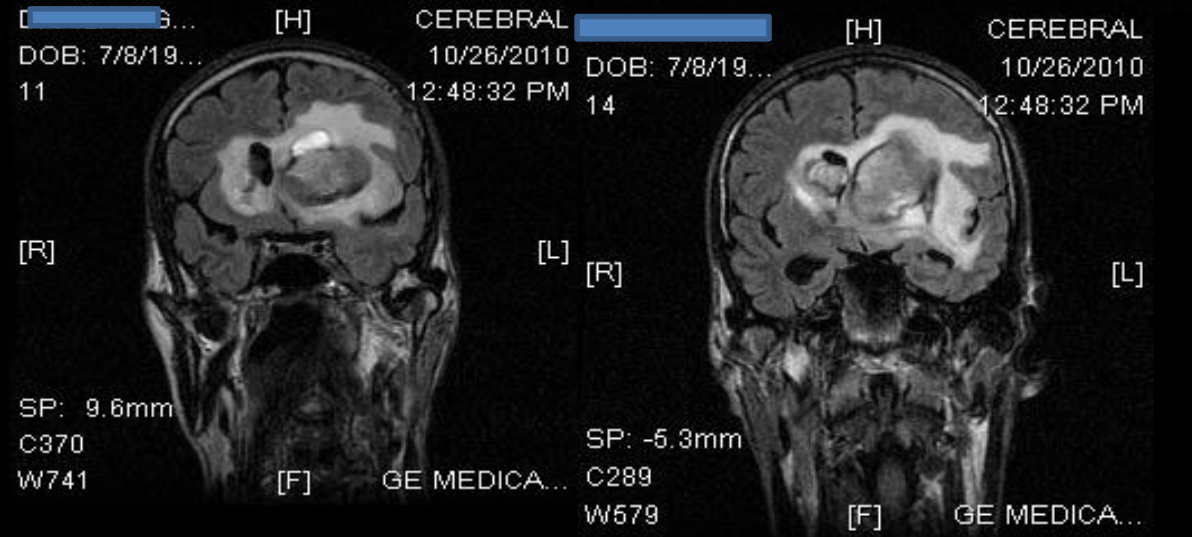 [H]
CEREBRAL
DOB: 7/8/19...
10/26/2010
11
12:48:32 PM
[R]
[L]
SP: 9.6mm
C370
W741
[F]
GE MEDICA...
[H]
CEREBRAL
DOB: 7/8/19...
10/26/2010
14
12:48:32 PM
[R]
[L]
SP: -5.3mm
C289
W579
[F]
GE MEDICA...